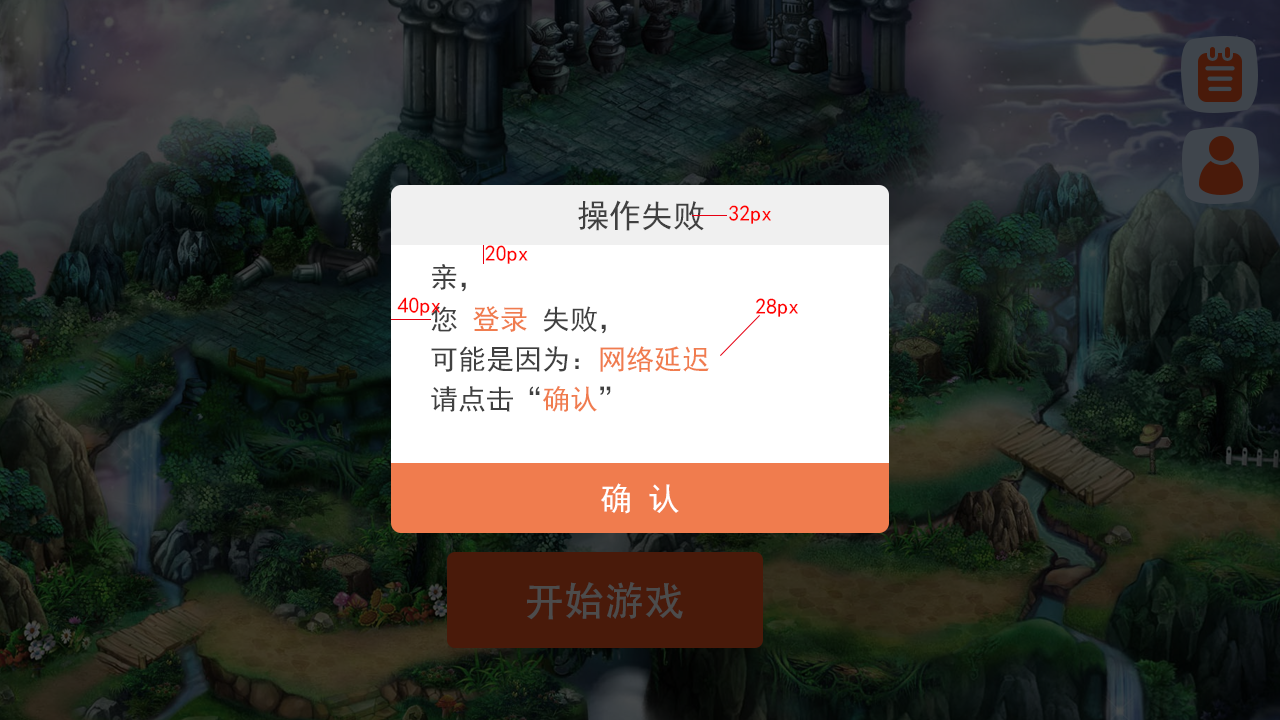 操作失败
32px
20px
亲，
40px
28px
您 登录 失败，
可能是因为：网络延迟
请点击“确认”
确 认
开始游戏